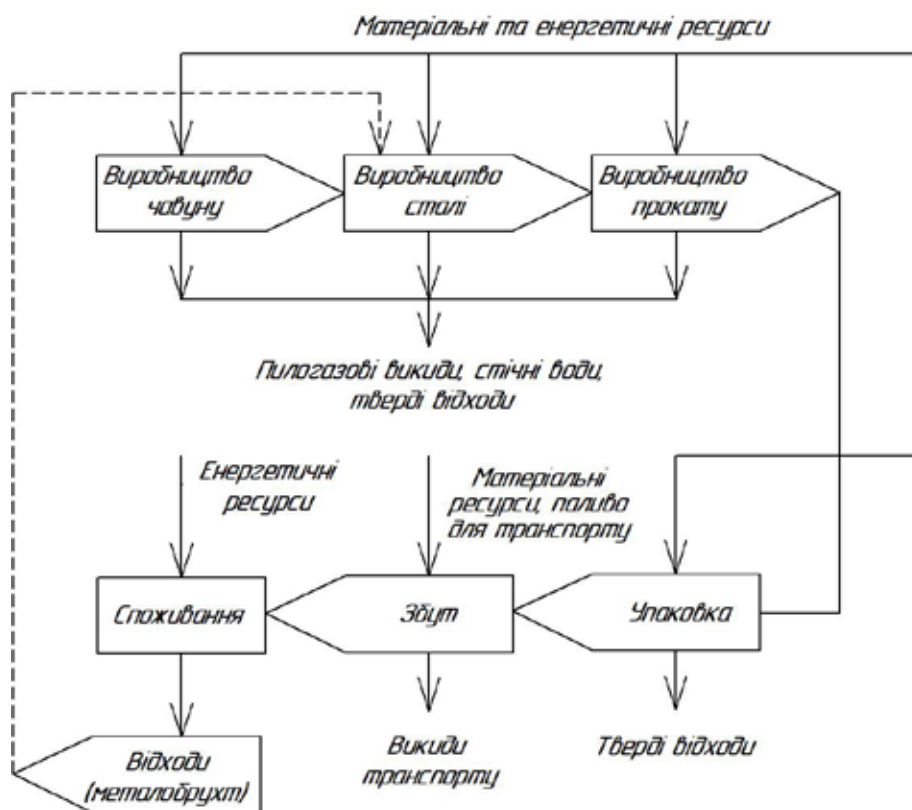 Матеріальні та енергетичні ресурси
Виробництво
чавуну
Виробництво
сталі
Виробництво
прокату
Пилогазові викиди, стічні води,
тверді відходи
Енергетичні
ресурси
Матеріальні
ресурси, паливо
для транспорту
Споживання
Збут
Упаковка
Відходи
(металобрухт)
Викиди
транспорту
Тверді відходи